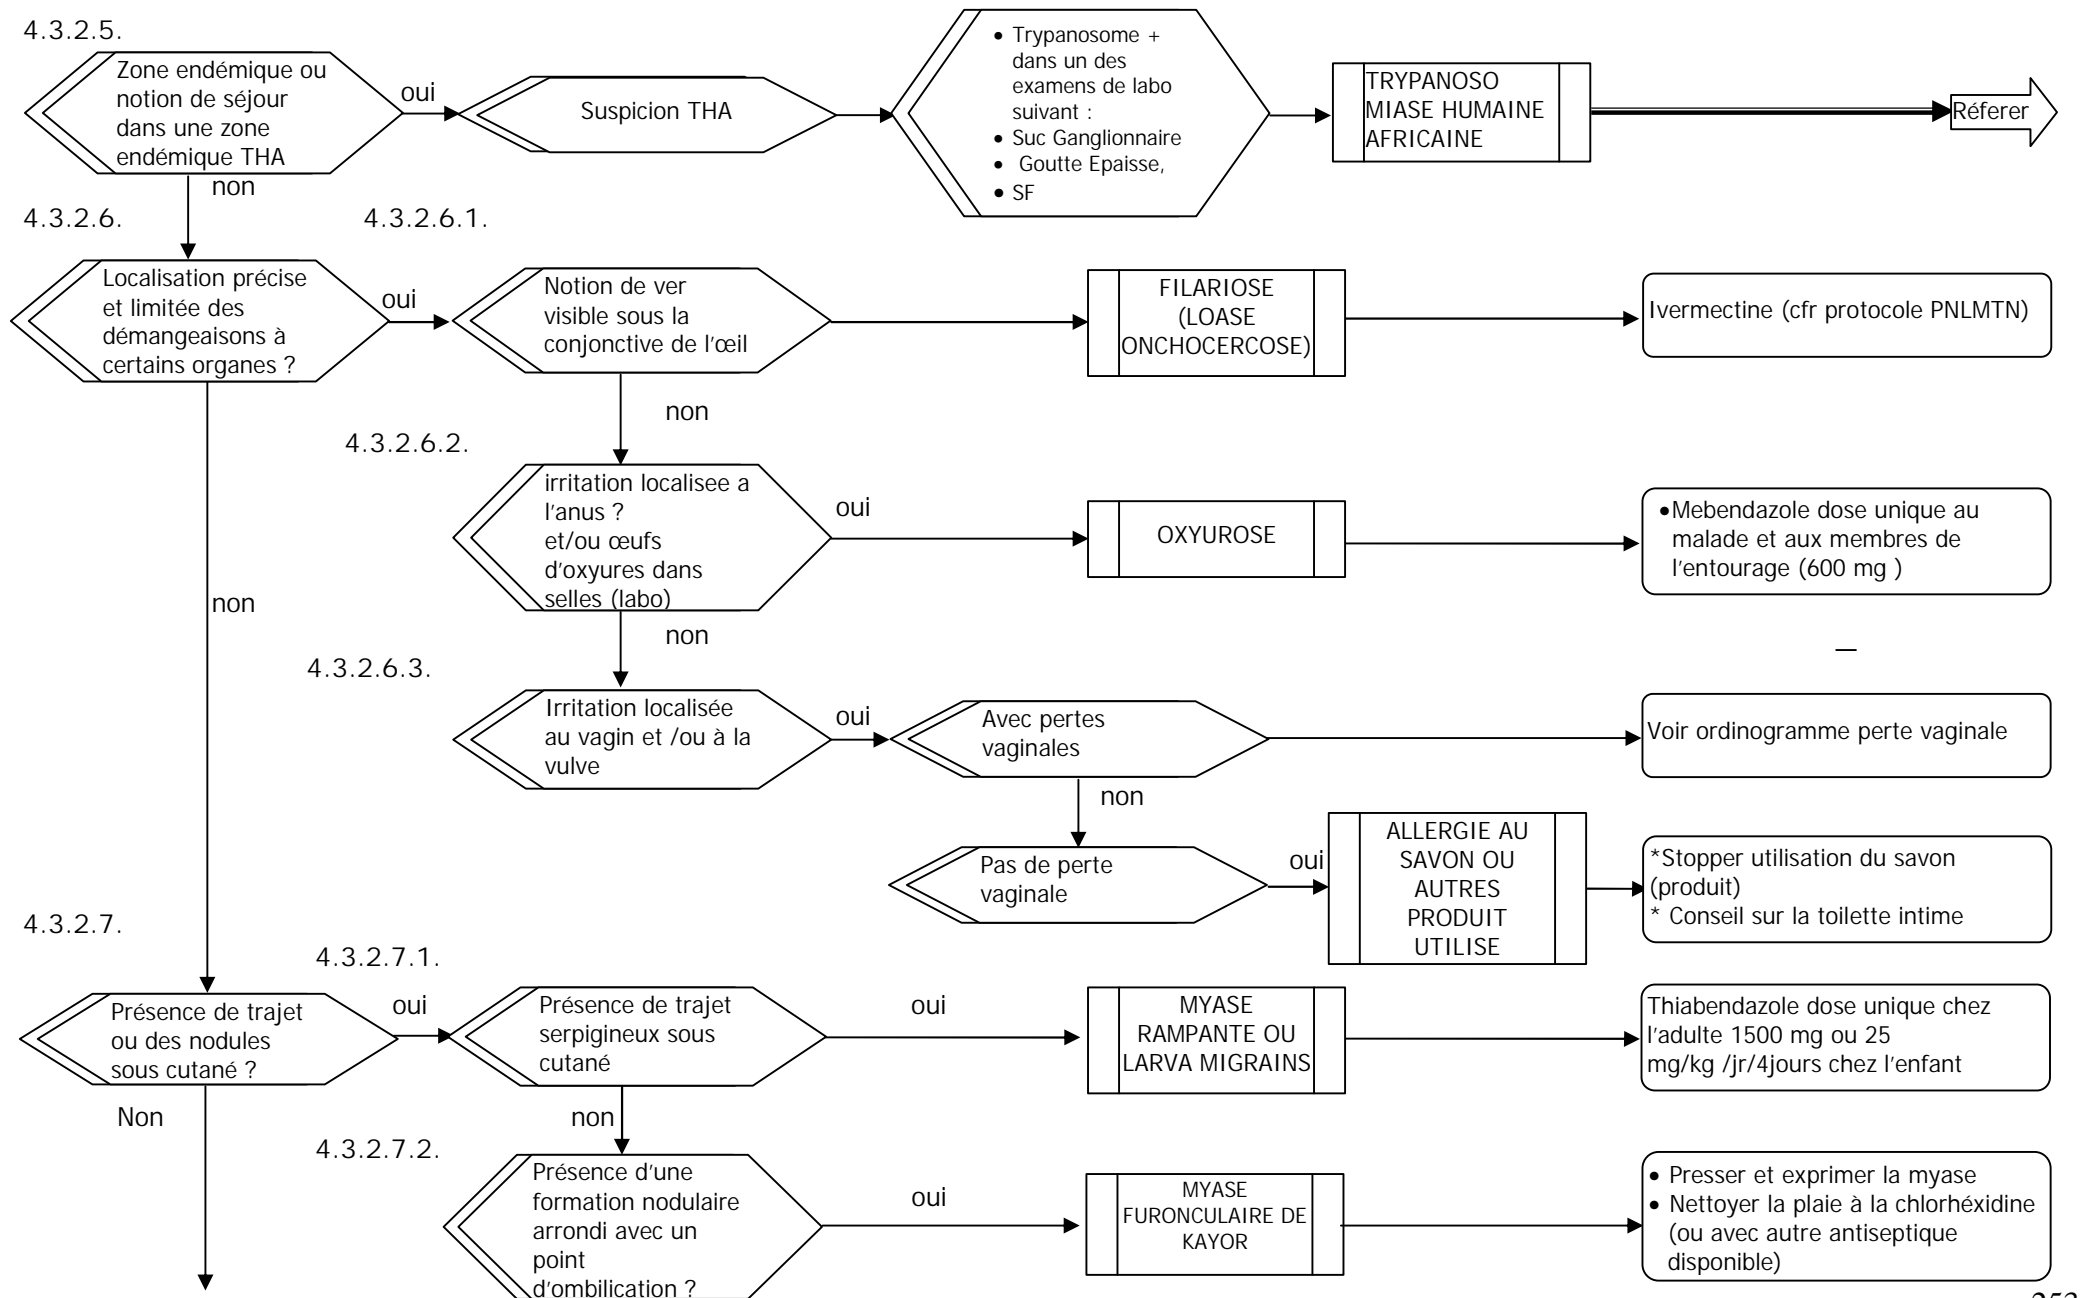 4.3.2.5.
Zone endémique ou
notion de séjour
dans une zone
endémique THA
oui
non
Suspicion THA
• Trypanosome +
dans un des
examens de labo
suivant :
• Suc Ganglionnaire
• Goutte Epaisse,
• SF
TRYPANOSO
MIASE HUMAINE
AFRICAINE
Réferer
4.3.2.6.
4.3.2.6.1.
Localisation précise
et limitée des
démangeaisons à
certains organes ?
oui
Notion de ver
visible sous la
conjonctive de l'œil
FILARIOSE
(LOASE
ONCHOCERCOSE)
Ivermectine (cfr protocole PNLMTN)
non
4.3.2.6.2.
irritation localisee a
l'anus ?
et/ou œufs
d'oxyures dans
selles (labo)
oui
OXYUROSE
•Mebendazole dose unique au
malade et aux membres de
l'entourage (600 mg )
non
non
_
4.3.2.6.3.
Irritation localisée
au vagin et /ou à la
vulve
oui
Avec pertes
vaginales
Voir ordinogramme perte vaginale
non
Pas de perte
vaginale
oui
ALLERGIE AU
SAVON OU
AUTRES
PRODUIT
UTILISE
*Stopper utilisation du savon
(produit)
* Conseil sur la toilette intime
4.3.2.7.
4.3.2.7.1.
Présence de trajet
ou des nodules
sous cutané ?
oui
Présence de trajet
serpigineux sous
cutané
oui
MYASE
RAMPANTE OU
LARVA MIGRAINS
Thiabendazole dose unique chez
l'adulte 1500 mg ou 25
mg/kg /jr/4jours chez l'enfant
Non
non
4.3.2.7.2.
Présence d'une
formation nodulaire
arrondi avec un
point
d'ombilication ?
oui
MYASE
FURONCULAIRE DE
KAYOR
• Presser et exprimer la myase
• Nettoyer la plaie à la chlorhéxidine
(ou avec autre antiseptique
disponible)